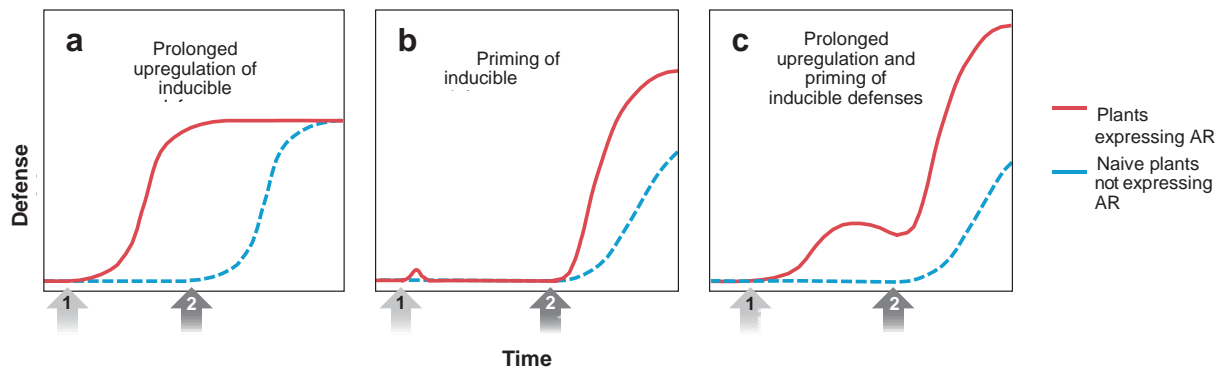 a
Prolonged
upregulation of
inducible
b
Priming of
inducible
c
Prolonged
upregulation and
priming of
inducible defenses
Plants
expressing AR
Naive plants
not expressing
AR
Defense
1
2
1
2
1
2
Time